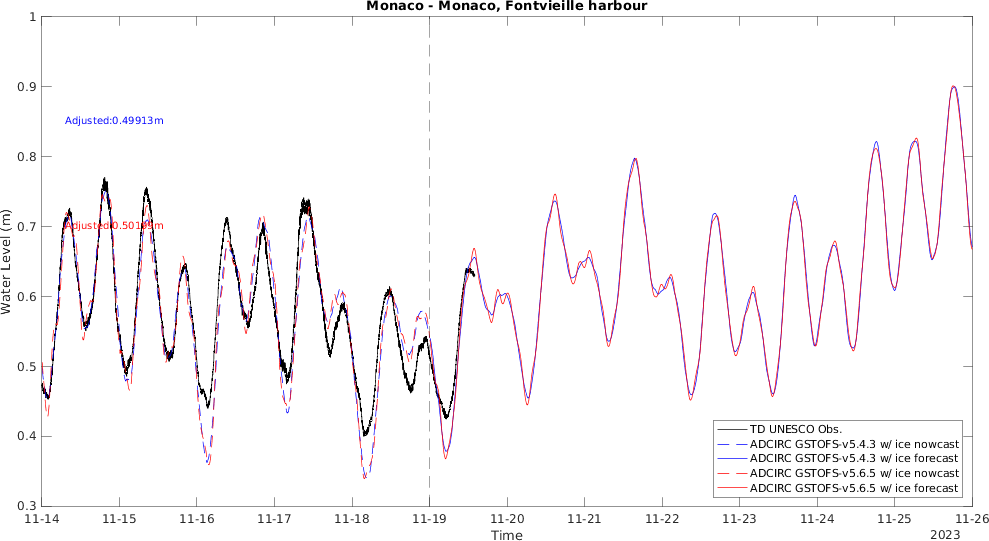 Monaco - Monaco, Fontvieille harbour
1
0.9
0.8
0.7
0.6
0.5
0.4
0.3
Water Level (m)
Adjusted:0.49913m
TD UNESCO Obs.
ADCIRC GSTOFS-v5.4.3 w/ ice nowcast
ADCIRC GSTOFS-v5.4.3 w/ ice forecast
ADCIRC GSTOFS-v5.6.5 w/ ice nowcast
ADCIRC GSTOFS-v5.6.5 w/ ice forecast
11-14 11-15 11-16 11-17 11-18 11-19 11-20 11-21 11-22 11-23 11-24 11-25 11-26
Time
2023